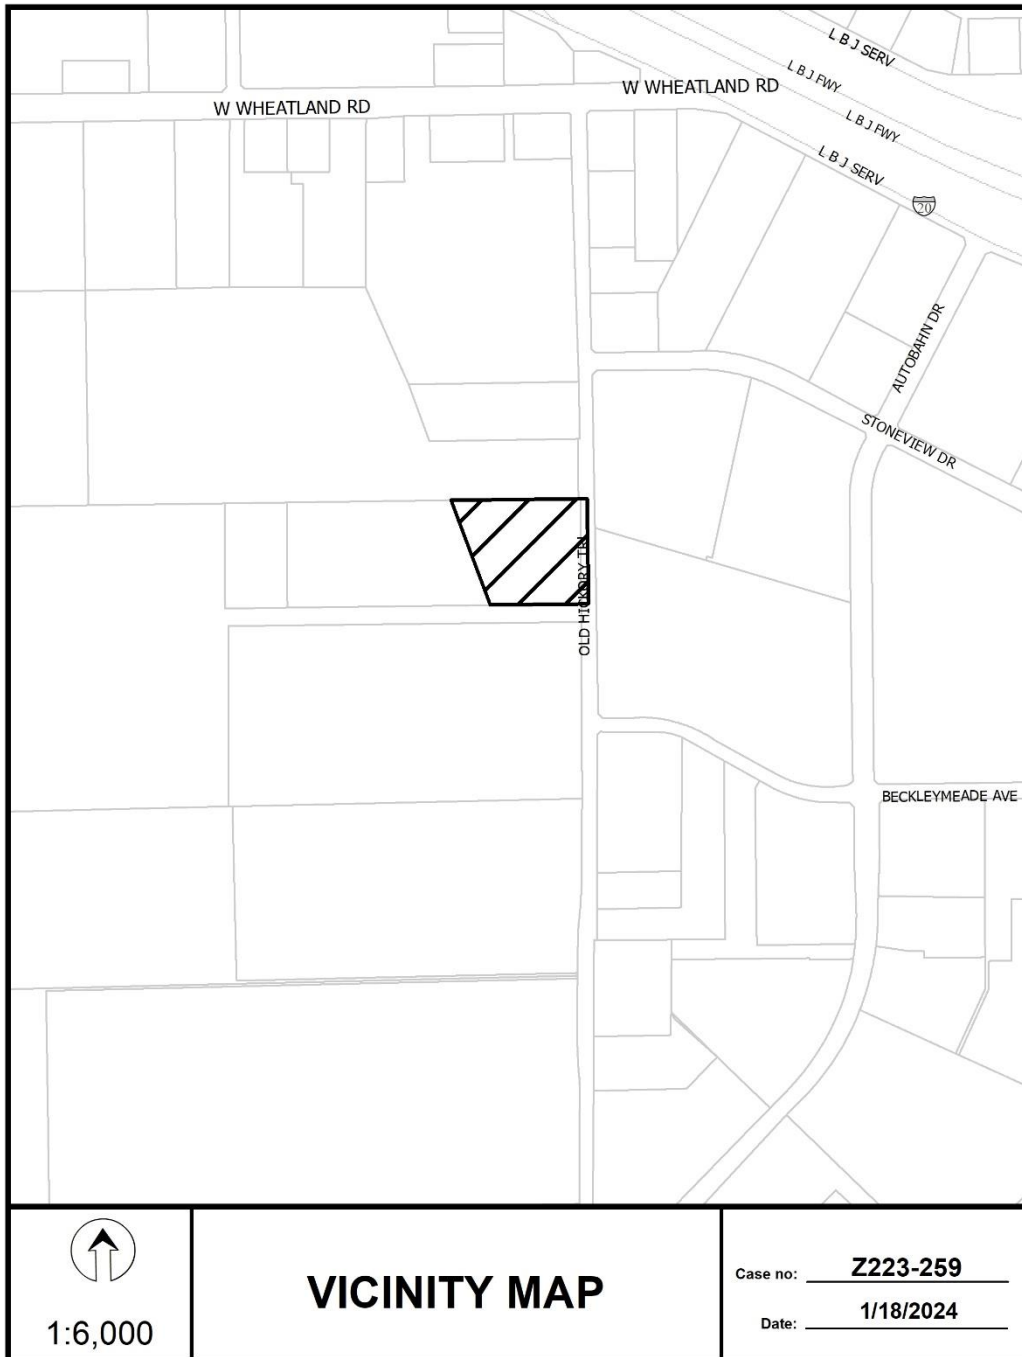 L B J SERV
L B J FWY
W WHEATLAND RD
W WHEATLAND RD
L B J FWY
L B J SERV
20
AUTOBAHN DR
STONEVIEW DR
OLD HICKORY TRL
BECKLEYMEADE AVE
1:6,000
VICINITY MAP
Case no: Z223-259
Date: 1/18/2024